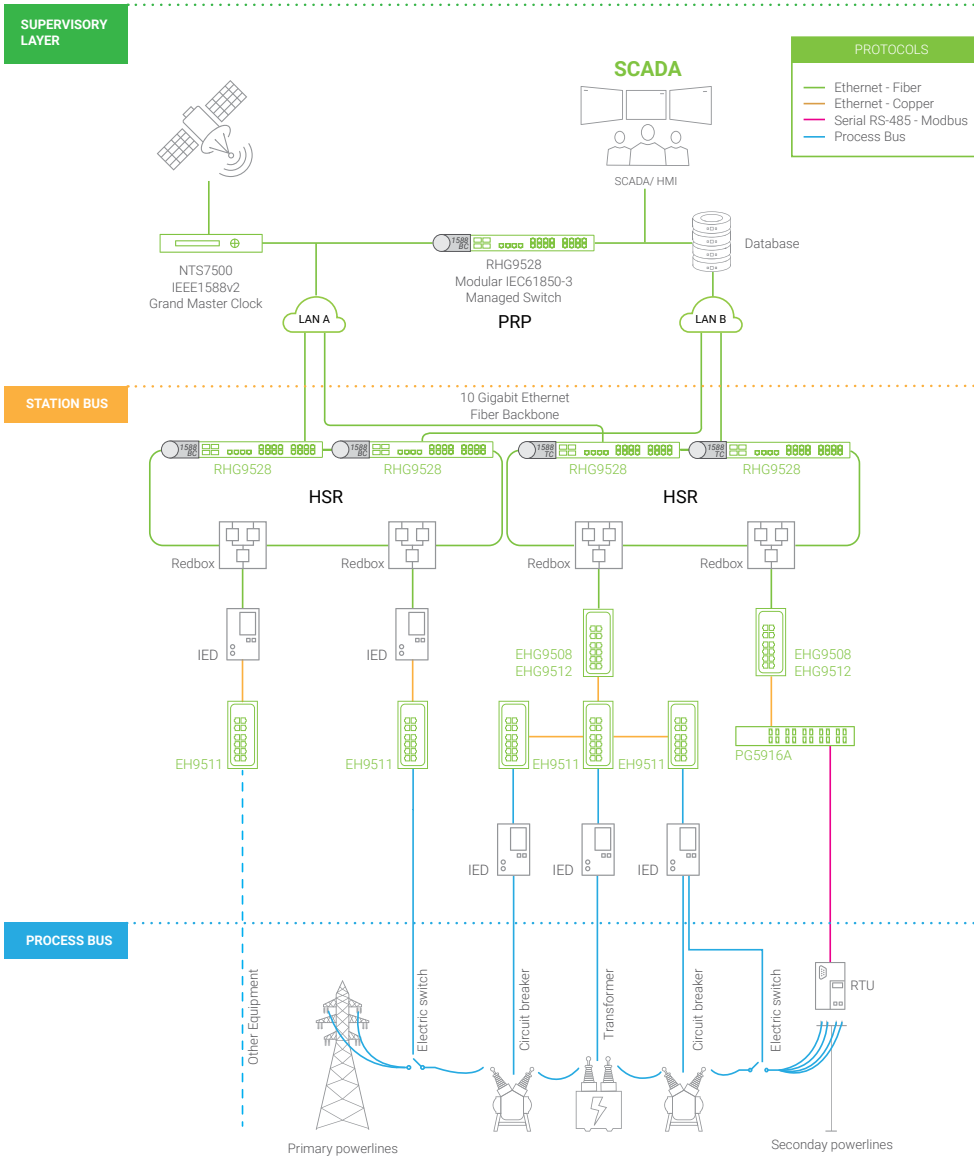 SUPERVISORY
LAYER
PROTOCOLS
Ethernet - Fiber
Ethernet - Copper
Serial RS-485 - Modbus
Process Bus
SCADA
SCADA/ HMI
1588
BC
Database
NTS7500
IEEE1588v2
Grand Master Clock
RHG9528
Modular IEC61850-3
Managed Switch
PRP
LAN A
LAN B
STATION BUS
10 Gigabit Ethernet
Fiber Backbone
1588
BC
1588
BC
1588
TC
1588
TC
RHG9528
RHG9528
RHG9528
RHG9528
HSR
HSR
Redbox
Redbox
Redbox
Redbox
IED
IED
EHG9508
EHG9512
EHG9508
EHG9512
EH9511
EH9511
EH9511
EH9511
PG5916A
IED
IED
IED
PROCESS BUS
Other Equipment
Electric switch
Circuit breaker
Transformer
Circuit breaker
Electric switch
RTU
Primary powerlines
Seconday powerlines